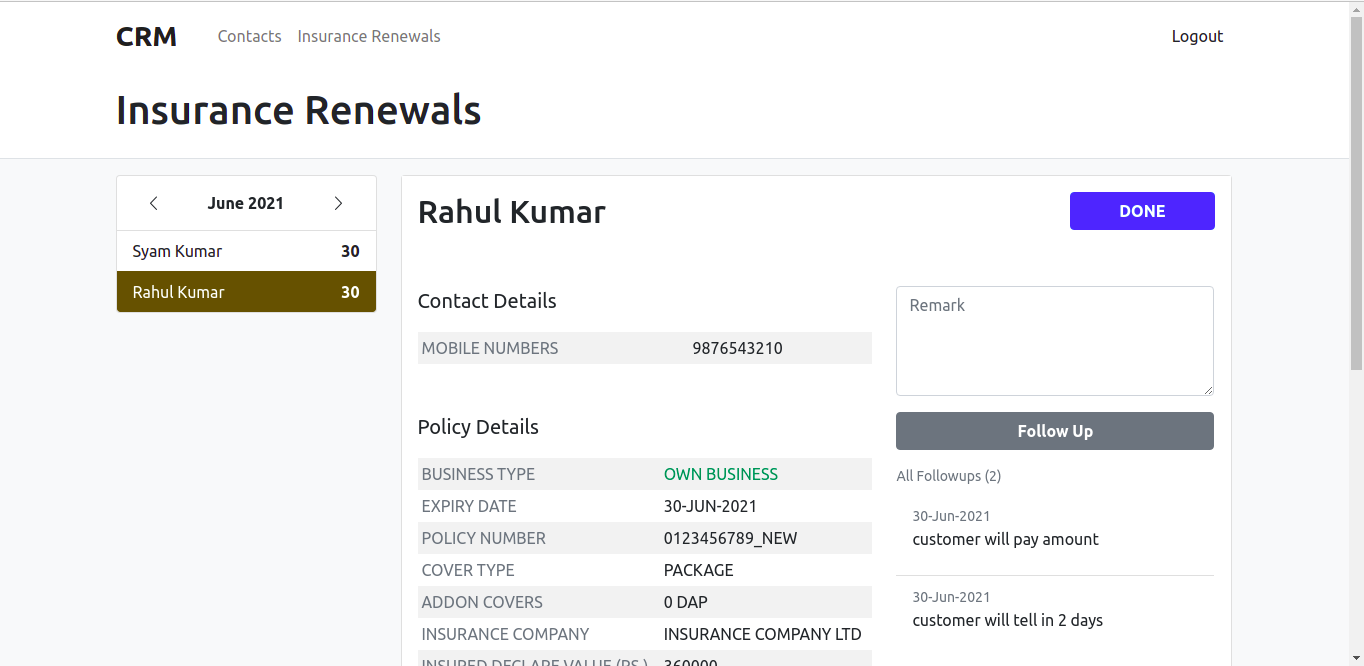 CRM Contacts Insurance Renewals Logout
Insurance Renewals
June 2021
Syam Kumar 30
Rahul Kumar 30
Rahul Kumar
DONE
Contact Details
MOBILE NUMBERS 9876543210
Policy Details
BUSINESS TYPE OWN BUSINESS
EXPIRY DATE 30-JUN-2021
POLICY NUMBER 0123456789_NEW
COVER TYPE PACKAGE
ADDON COVERS 0 DAP
INSURANCE COMPANY INSURANCE COMPANY LTD
INSURED DECLARE VALUE (RS.) 360000
Remark
Follow Up
All Followups (2)
30-Jun-2021
customer will pay amount
30-Jun-2021
customer will tell in 2 days